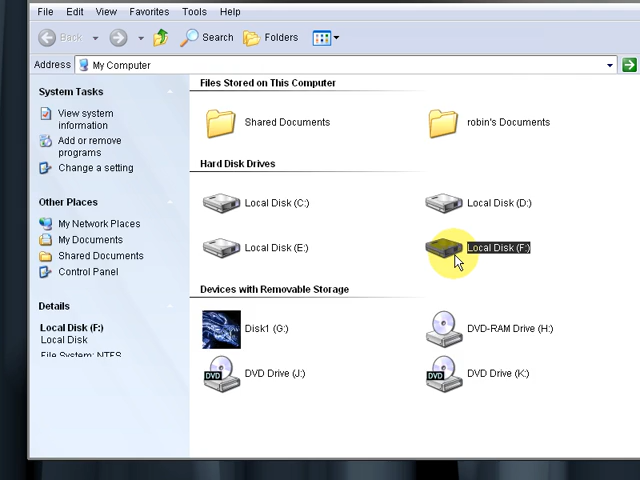 File Edit View Favorites Tools Help
Back Search Folders
Address My Computer
System Tasks
View system
information
Add or remove
programs
Change a setting
Other Places
My Network Places
My Documents
Shared Documents
Control Panel
Details
Local Disk (F:)
Local Disk
File System: NTFS
Files Stored on This Computer
Shared Documents robin's Documents
Hard Disk Drives
Local Disk (C:) Local Disk (D:)
Local Disk (E:) Local Disk (F:)
Devices with Removable Storage
Disk1 (G:) DVD-RAM Drive (H:)
DVD DVD Drive (J:) DVD DVD Drive (K:)